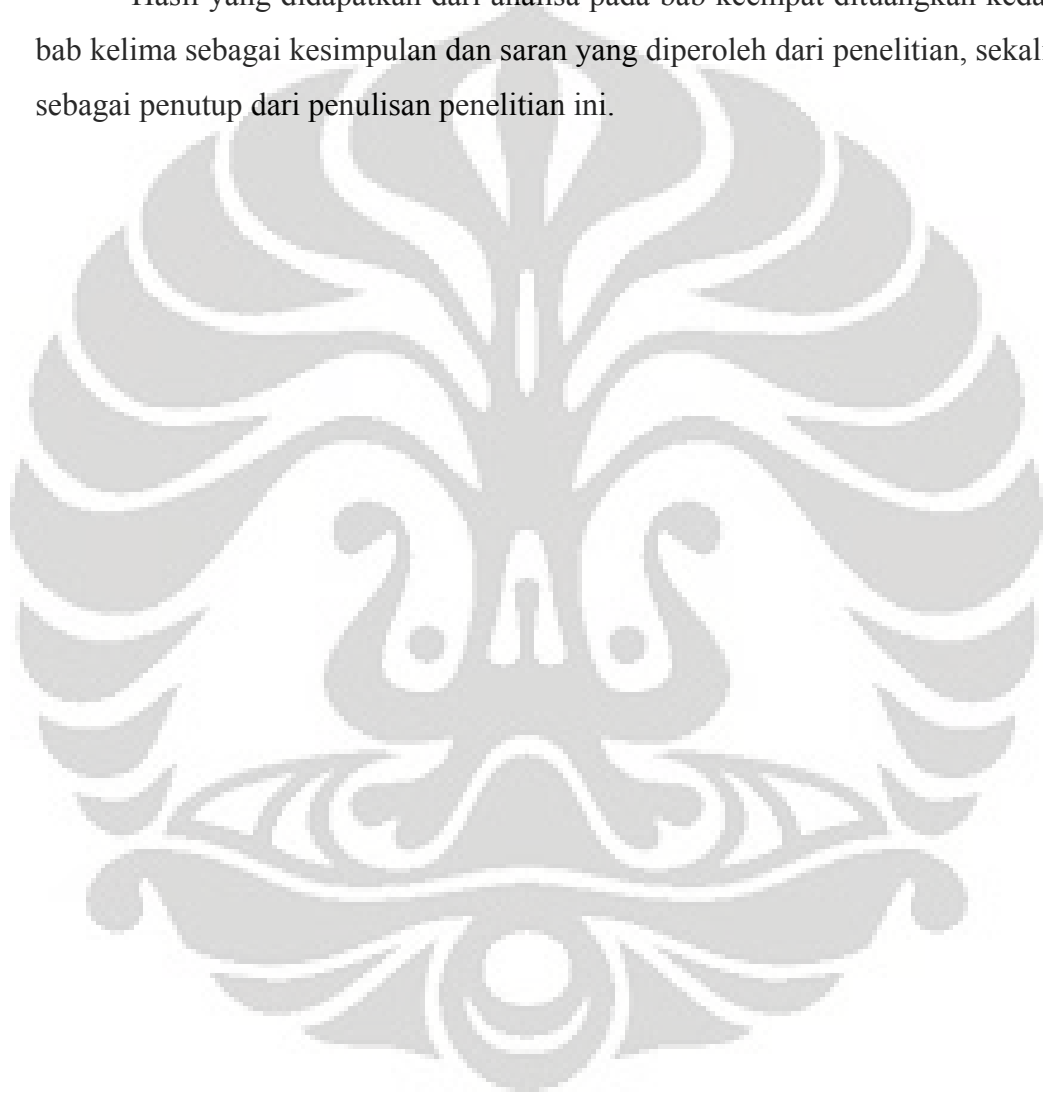 Hasil yang didapatkan dari analisa pada bab keempat dituangkan keda
bab kelima sebagai kesimpulan dan saran yang diperoleh dari penelitian, sekali
sebagai penutup dari penulisan penelitian ini.